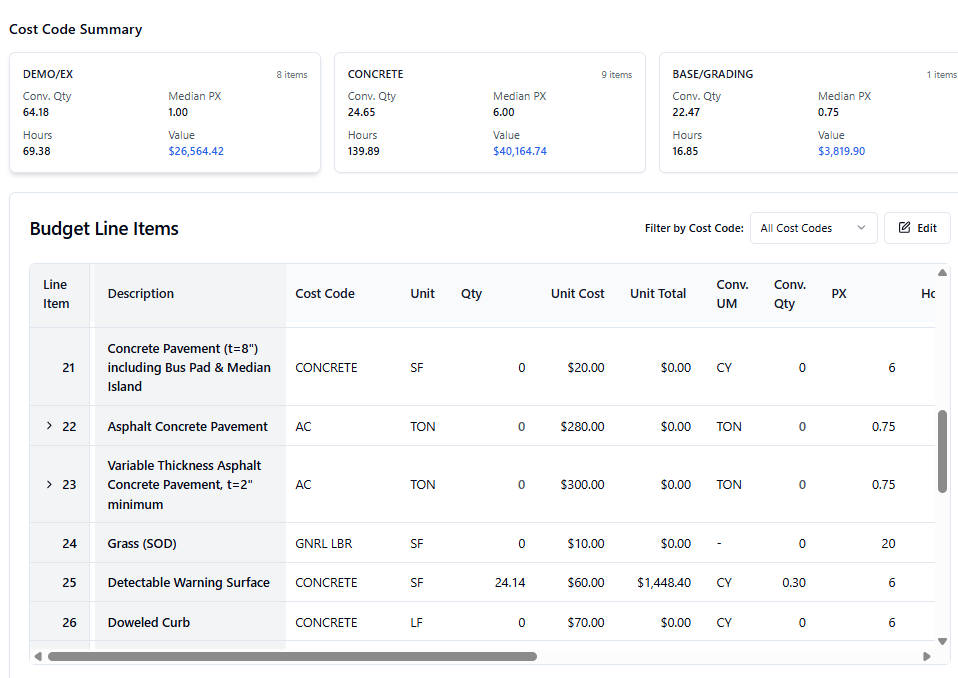 Cost Code Summary
DEMO/EX 8 items
Conv. Qty Median PX
64.18 1.00
Hours Value
69.38 $26,564.42
CONCRETE 9 items
Conv. Qty Median PX
24.65 6.00
Hours Value
139.89 $40,164.74
BASE/GRADING 1 items
Conv. Qty Median PX
22.47 0.75
Hours Value
16.85 $3,819.90
Budget Line Items
Filter by Cost Code: All Cost Codes Edit
Line Item Description Cost Code Unit Qty Unit Cost Unit Total Conv. UM Conv. Qty PX Ho
21 Concrete Pavement (t=8") including Bus Pad & Median Island CONCRETE SF 0 $20.00 $0.00 CY 0 6
22 Asphalt Concrete Pavement AC TON 0 $280.00 $0.00 TON 0 0.75
23 Variable Thickness Asphalt Concrete Pavement, t=2" minimum AC TON 0 $300.00 $0.00 TON 0 0.75
24 Grass (SOD) GNRL LBR SF 0 $10.00 $0.00 - 0 20
25 Detectable Warning Surface CONCRETE SF 24.14 $60.00 $1,448.40 CY 0.30 6
26 Doweled Curb CONCRETE LF 0 $70.00 $0.00 CY 0 6